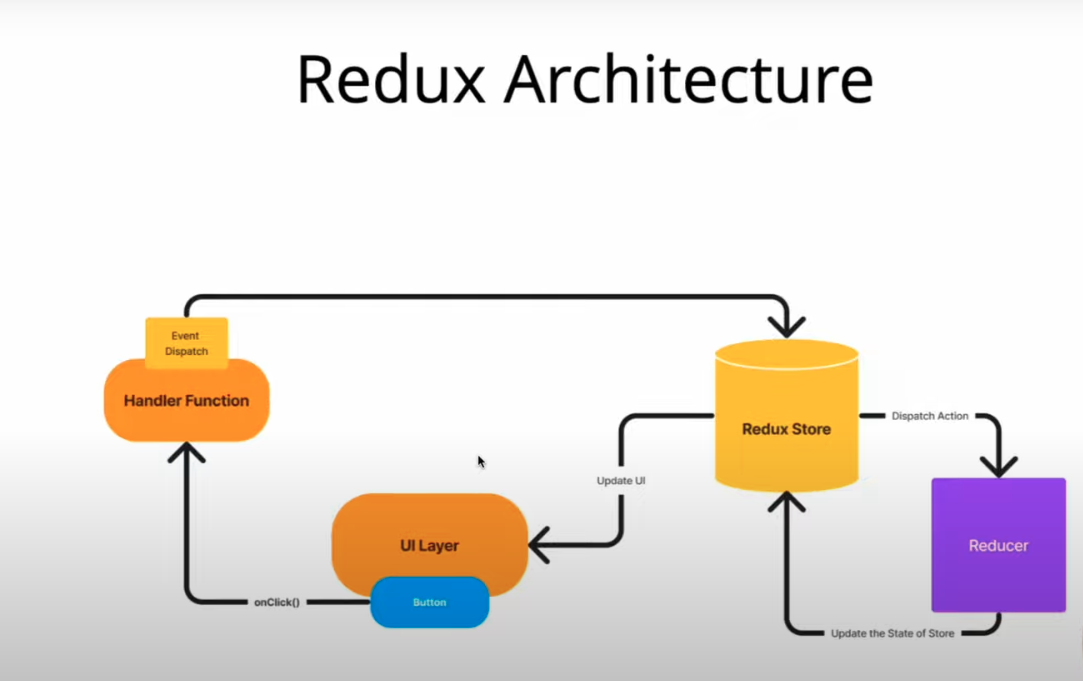 Redux Architecture
Event
Dispatch
Handler Function
Redux Store
Dispatch Action
Update UI
UI Layer
Reducer
onClick()
Button
Update the State of Store